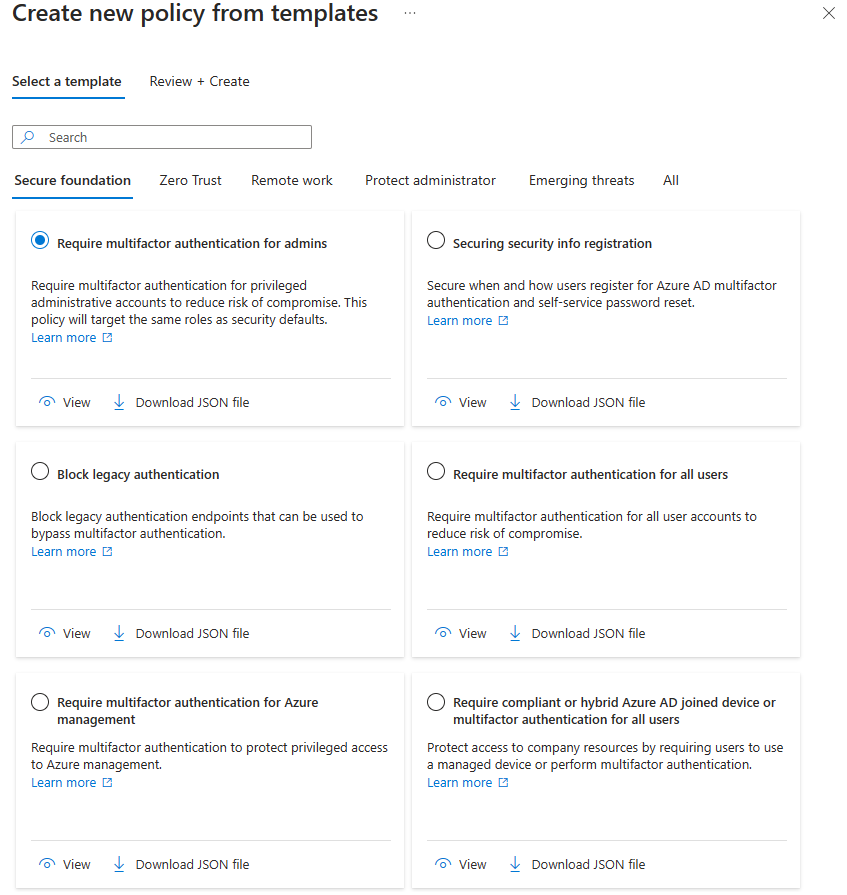 Create new policy from templates ...
Select a template Review + Create
Search
Secure foundation Zero Trust Remote work Protect administrator Emerging threats All
Require multifactor authentication for admins
Require multifactor authentication for privileged
administrative accounts to reduce risk of compromise. This
policy will target the same roles as security defaults.
Learn more
View Download JSON file
Securing security info registration
Secure when and how users register for Azure AD multifactor
authentication and self-service password reset.
Learn more
View Download JSON file
Block legacy authentication
Block legacy authentication endpoints that can be used to
bypass multifactor authentication.
Learn more
View Download JSON file
Require multifactor authentication for all users
Require multifactor authentication for all user accounts to
reduce risk of compromise.
Learn more
View Download JSON file
Require multifactor authentication for Azure
management
Require multifactor authentication to protect privileged access
to Azure management.
Learn more
View Download JSON file
Require compliant or hybrid Azure AD joined device or
multifactor authentication for all users
Protect access to company resources by requiring users to use
a managed device or perform multifactor authentication.
Learn more
View Download JSON file